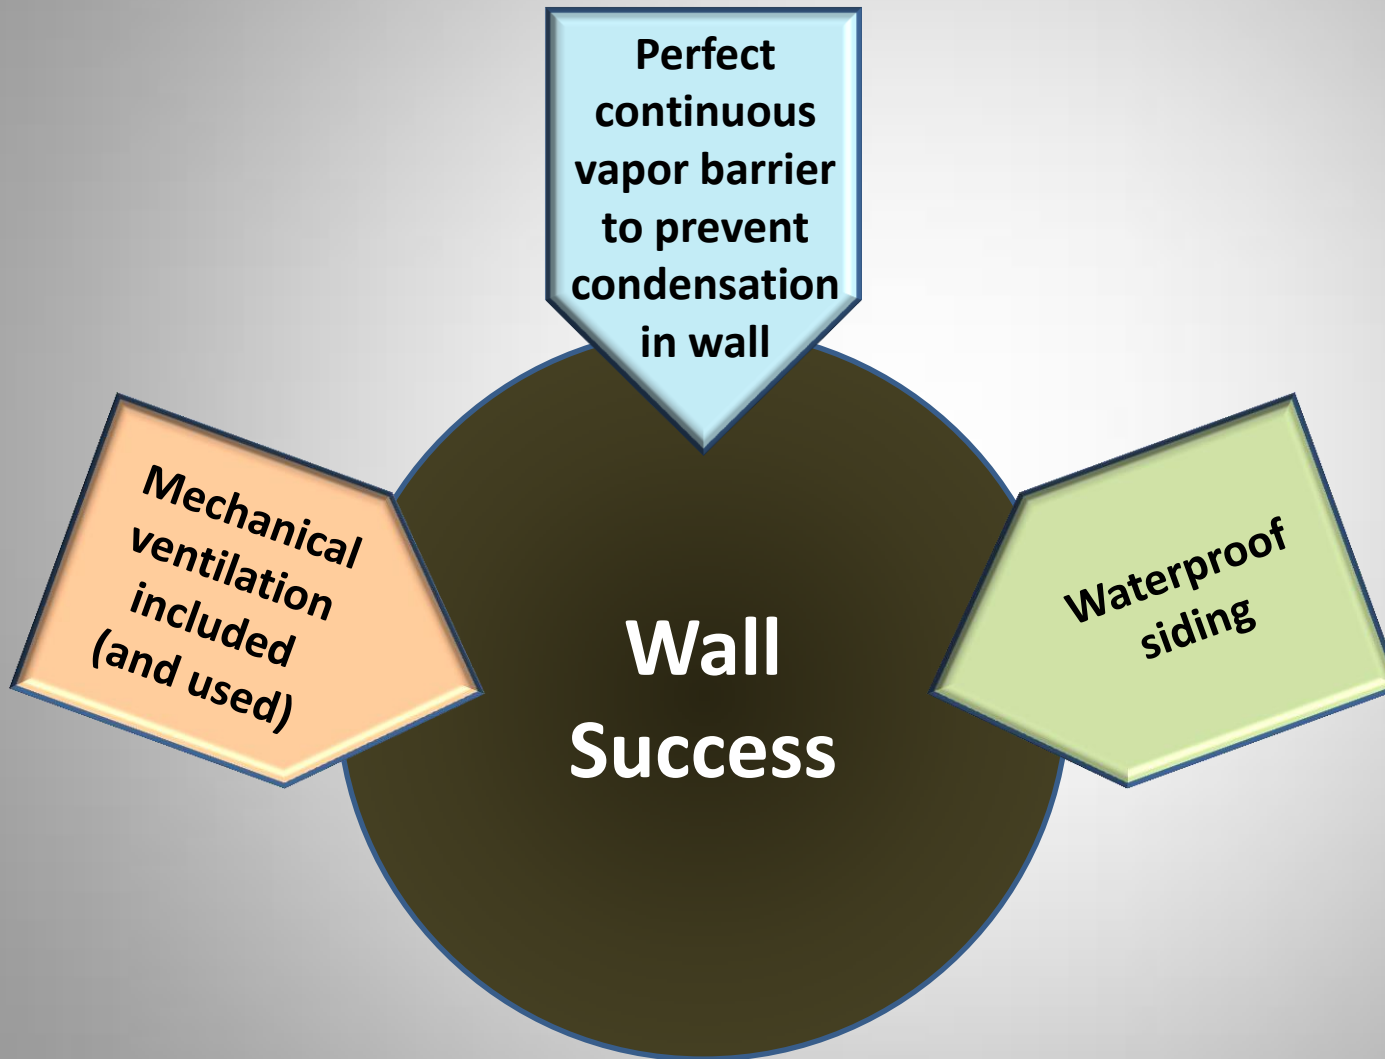 Perfect
continuous
vapor barrier
to prevent
condensation
in wall
Mechanical
ventilation
included
(and used)
Waterproof
siding
Wall
Success